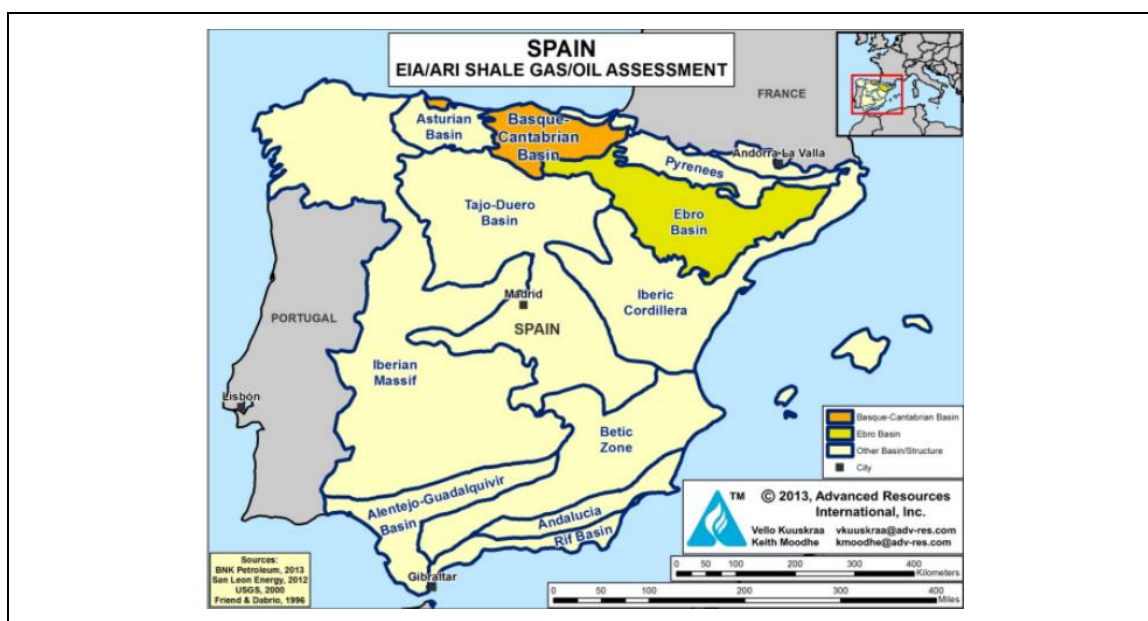 SPAIN
EIA/ARI SHALE GAS/OIL ASSESSMENT
FRANCE
Asturian
Basin
Basque-
Cantabrian
Basin
Andorra La Valla
Pyrenees
Tajo-Duero
Basin
Ebro
Basin
Madrid
Iberic
Cordillera
PORTUGAL
SPAIN
Iberian
Massif
Lisbon
Betic
Zone
Basque-Cantabrian Basin
Ebro Basin
Other Basin/Structure
City
Alentejo-Guadalquivir
Basin
Andalucia
Rif Basin
Gibraltar
TM
© 2013, Advanced Resources
International, Inc.
Vello Kuuskraa vkuuskraa@adv-res.com
Keith Moodhe kmoodhe@adv-res.com
Sources:
BNK Petroleum, 2013
San Leon Energy, 2012
USGS, 2000
Friend & Dabrio, 1996
0 50 100 200 300 400
Kilometers
0 50 100 200 300 400
Miles